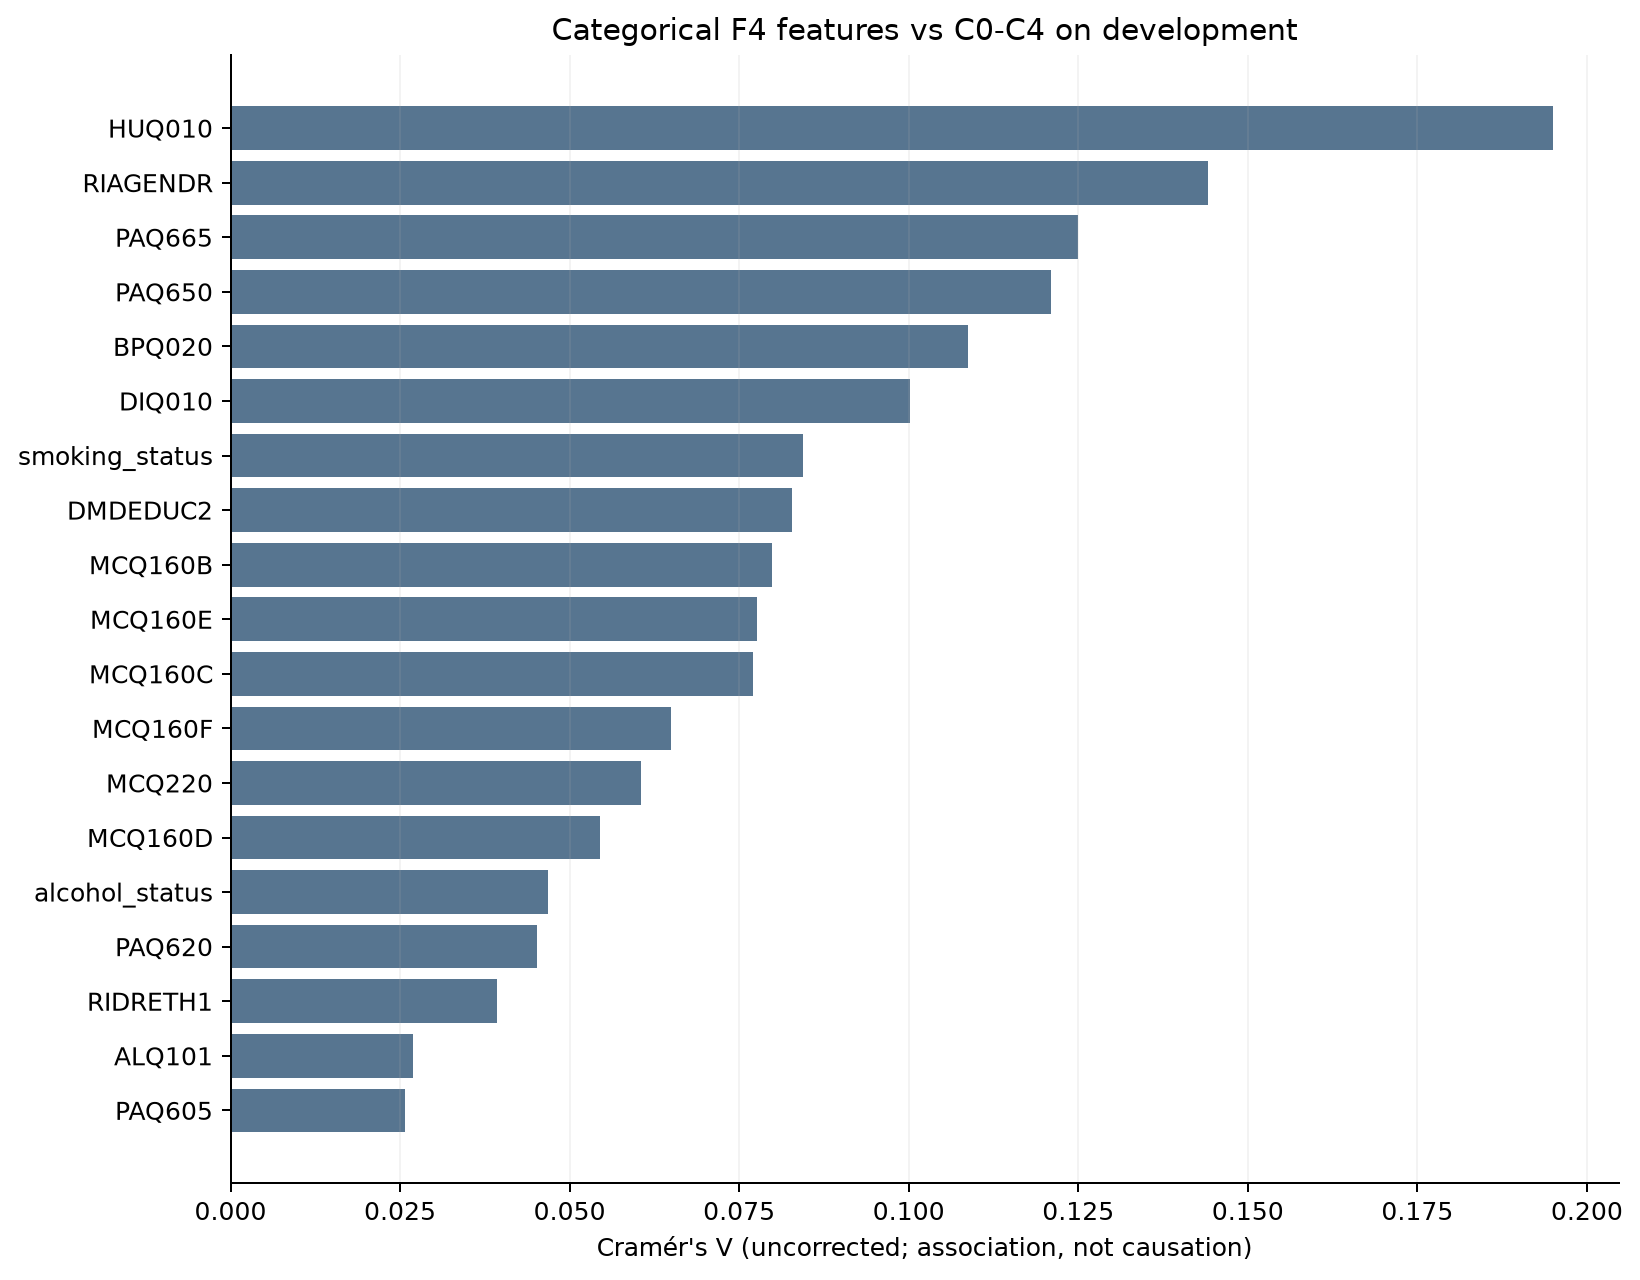 Categorical F4 features vs C0-C4 on development
HUQ010
RIAGENDR
PAQ665
PAQ650
BPQ020
DIQ010
smoking_status
DMDEDUC2
MCQ160B
MCQ160E
MCQ160C
MCQ160F
MCQ220
MCQ160D
alcohol_status
PAQ620
RIDRETH1
ALQ101
PAQ605
0.000 0.025 0.050 0.075 0.100 0.125 0.150 0.175 0.200
Cramér's V (uncorrected; association, not causation)